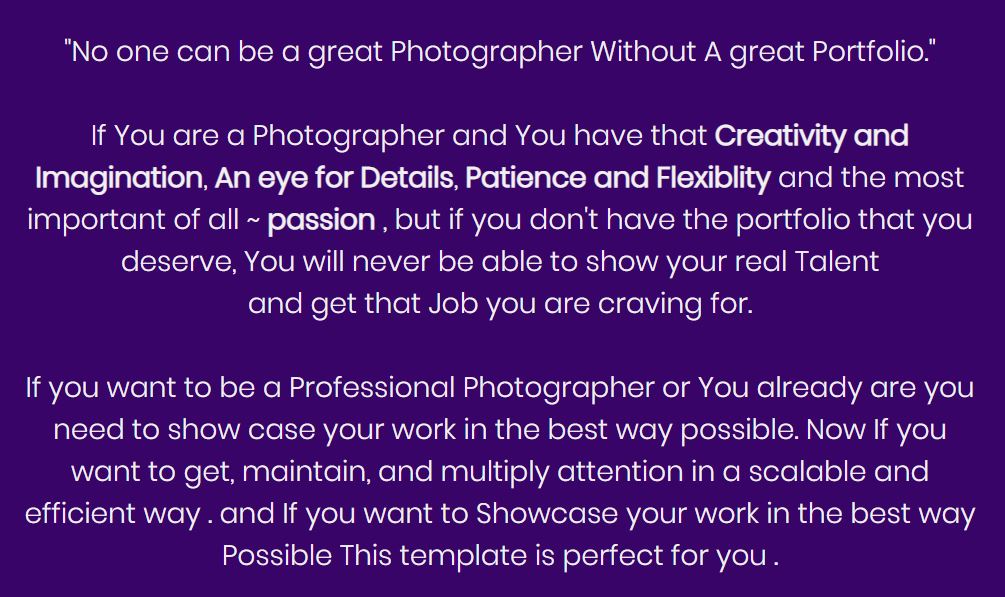 "No one can be a great Photographer Without A great Portfolio."
If You are a Photographer and You have that Creativity and
Imagination, An eye for Details, Patience and Flexiblity and the most
important of all ~ passion , but if you don't have the portfolio that you
deserve, You will never be able to show your real Talent
and get that Job you are craving for.
If you want to be a Professional Photographer or You already are you
need to show case your work in the best way possible. Now If you
want to get, maintain, and multiply attention in a scalable and
efficient way . and If you want to Showcase your work in the best way
Possible This template is perfect for you .